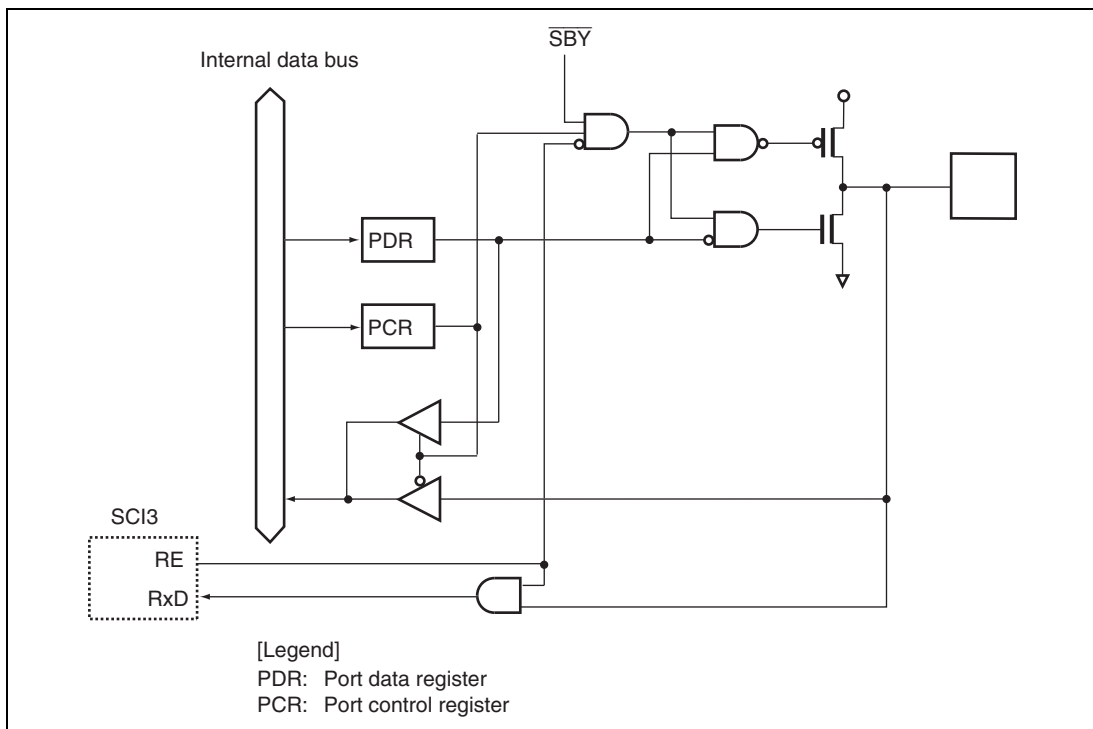 SBY
Internal data bus
PDR
PCR
SCI3
RE
RxD
[Legend]
PDR: Port data register
PCR: Port control register